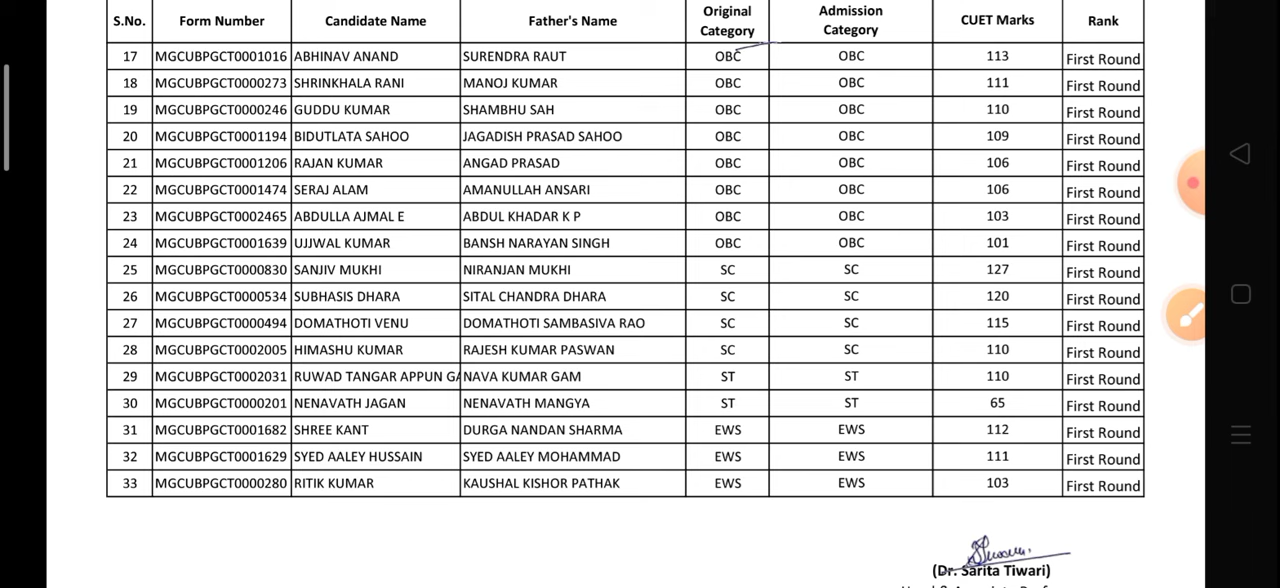 S.No. Form Number Candidate Name Father's Name Original Category Admission Category CUET Marks Rank
17 MGCUBPGCT0001016 ABHINAV ANAND SURENDRA RAUT OBC OBC 113 First Round
18 MGCUBPGCT0000273 SHRINKHALA RANI MANOJ KUMAR OBC OBC 111 First Round
19 MGCUBPGCT0000246 GUDDU KUMAR SHAMBHU SAH OBC OBC 110 First Round
20 MGCUBPGCT0001194 BIDUTLATA SAHOO JAGADISH PRASAD SAHOO OBC OBC 109 First Round
21 MGCUBPGCT0001206 RAJAN KUMAR ANGAD PRASAD OBC OBC 106 First Round
22 MGCUBPGCT0001474 SERAJ ALAM AMANULLAH ANSARI OBC OBC 106 First Round
23 MGCUBPGCT0002465 ABDULLA AJMAL E ABDUL KHADAR K P OBC OBC 103 First Round
24 MGCUBPGCT0001639 UJJWAL KUMAR BANSH NARAYAN SINGH OBC OBC 101 First Round
25 MGCUBPGCT0000830 SANJIV MUKHI NIRANJAN MUKHI SC SC 127 First Round
26 MGCUBPGCT0000534 SUBHASIS DHARA SITAL CHANDRA DHARA SC SC 120 First Round
27 MGCUBPGCT0000494 DOMATHOTI VENU DOMATHOTI SAMBASIVA RAO SC SC 115 First Round
28 MGCUBPGCT0002005 HIMASHU KUMAR RAJESH KUMAR PASWAN SC SC 110 First Round
29 MGCUBPGCT0002031 RUWAD TANGAR APPUN GA NAVA KUMAR GAM ST ST 110 First Round
30 MGCUBPGCT0000201 NENAVATH JAGAN NENAVATH MANGYA ST ST 65 First Round
31 MGCUBPGCT0001682 SHREE KANT DURGA NANDAN SHARMA EWS EWS 112 First Round
32 MGCUBPGCT0001629 SYED AALEY HUSSAIN SYED AALEY MOHAMMAD EWS EWS 111 First Round
33 MGCUBPGCT0000280 RITIK KUMAR KAUSHAL KISHOR PATHAK EWS EWS 103 First Round
(Dr. Sarita Tiwari)